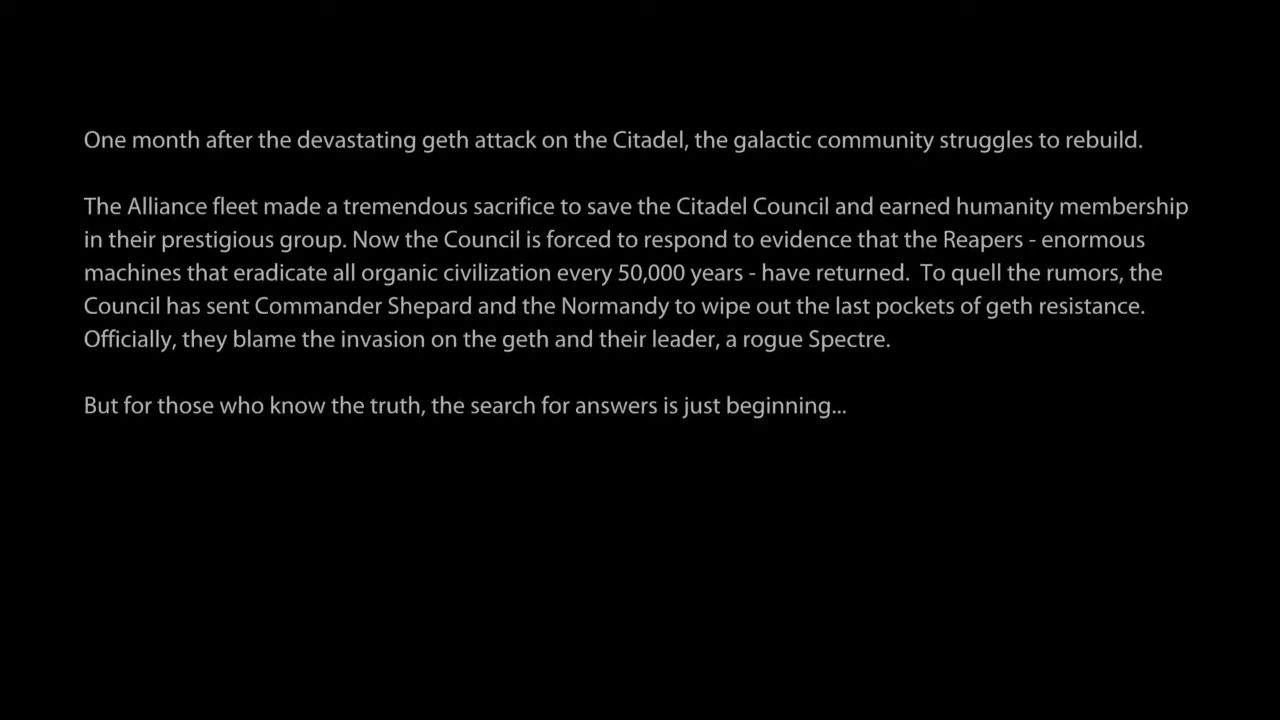 One month after the devastating geth attack on the Citadel, the galactic community struggles to rebuild.
The Alliance fleet made a tremendous sacrifice to save the Citadel Council and earned humanity membership
in their prestigious group. Now the Council is forced to respond to evidence that the Reapers - enormous
machines that eradicate all organic civilization every 50,000 years - have returned.  To quell the rumors, the
Council has sent Commander Shepard and the Normandy to wipe out the last pockets of geth resistance.
Officially, they blame the invasion on the geth and their leader, a rogue Spectre.
But for those who know the truth, the search for answers is just beginning...